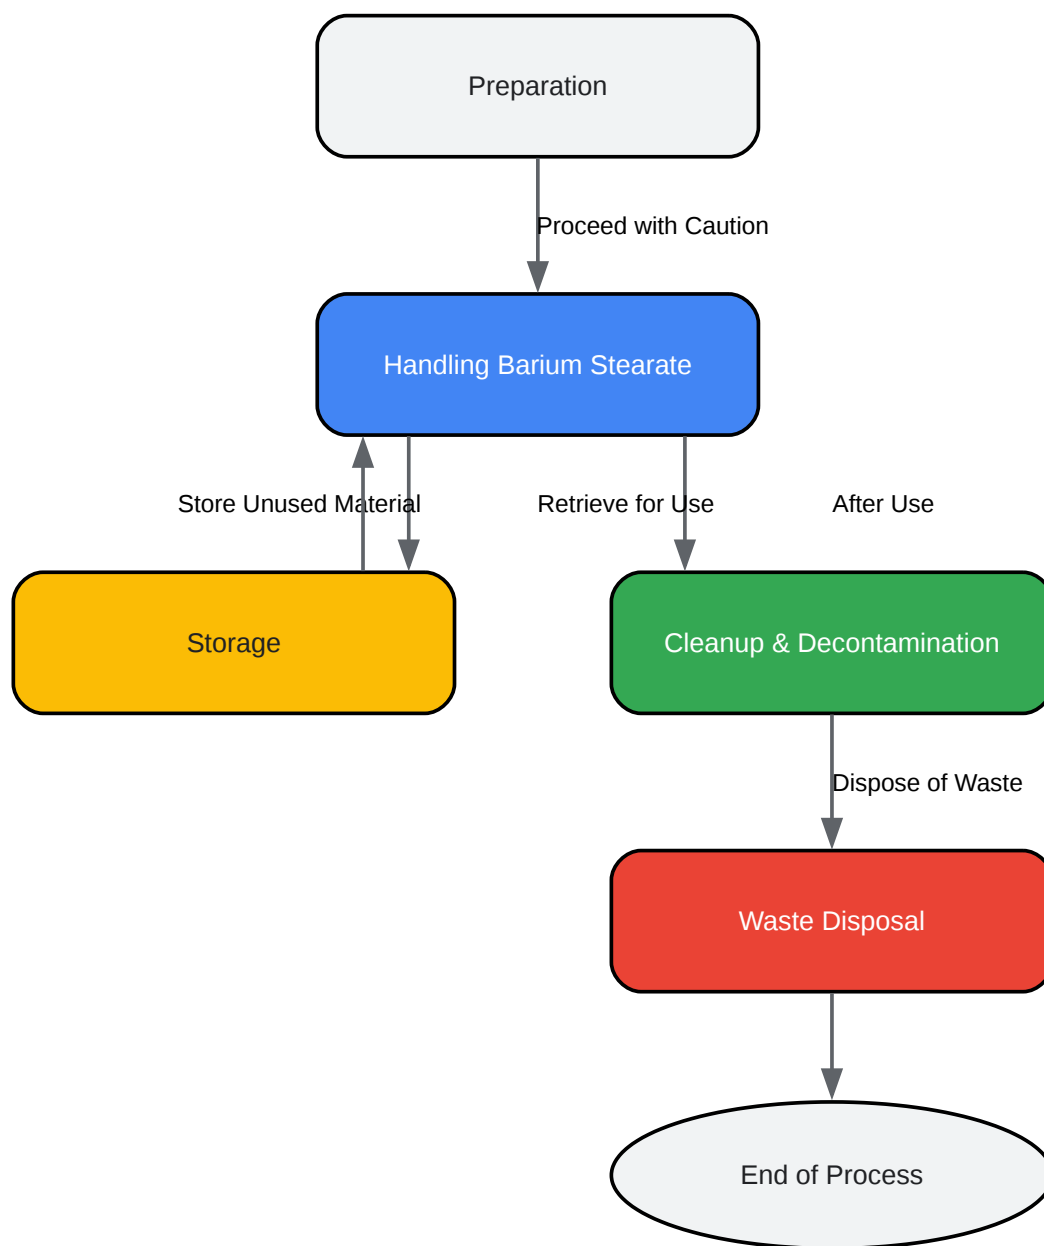 Preparation
Proceed with Caution
Handling Barium Stearate
Store Unused Material
Retrieve for Use
After Use
Storage
Cleanup & Decontamination
Dispose of Waste
Waste Disposal
End of Process